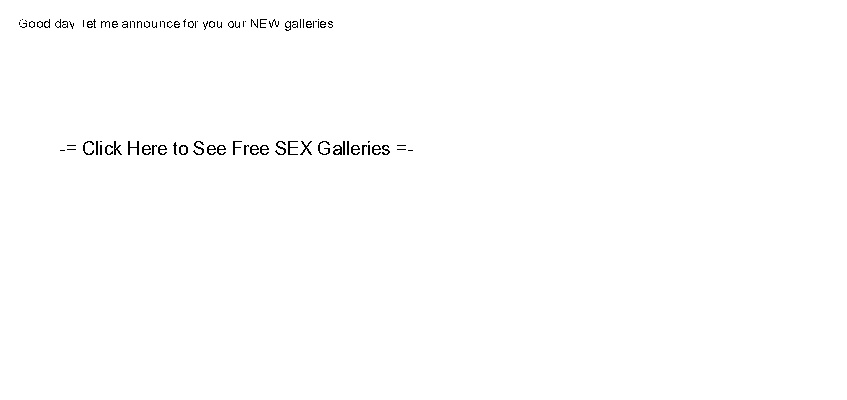 Good day, let me announce for you our NEW galleries
-= Click Here to See Free SEX Galleries =-